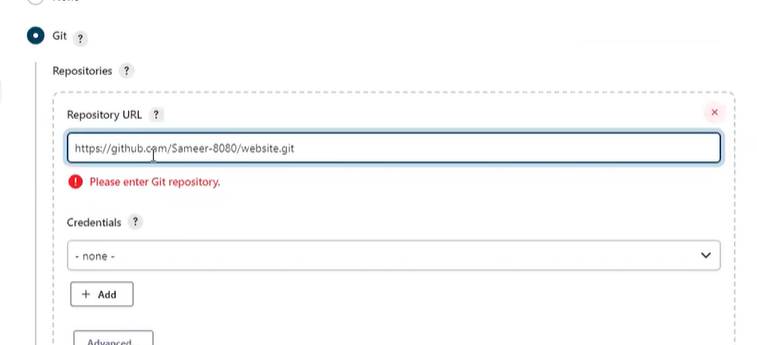 Git ?
Repositories ?
Repository URL ?
https://github.com/Sameer-8080/website.git
Please enter Git repository.
Credentials ?
- none -
+ Add